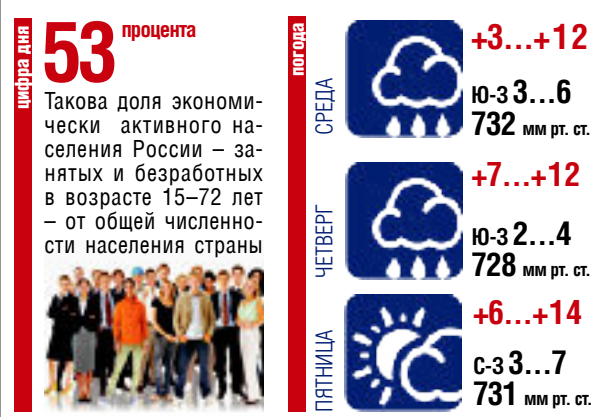 цифра дня
53 процента
Такова доля экономи-
чески активного на-
селения России – за-
нятых и безработных
в возрасте 15–72 лет
– от общей численно-
сти населения страны
погода
СРЕДА
+3...+12
Ю-З 3...6
732 мм рт. ст.
ЧЕТВЕРГ
+7...+12
Ю-З 2...4
728 мм рт. ст.
ПЯТНИЦА
+6...+14
С-З 3...7
731 мм рт. ст.